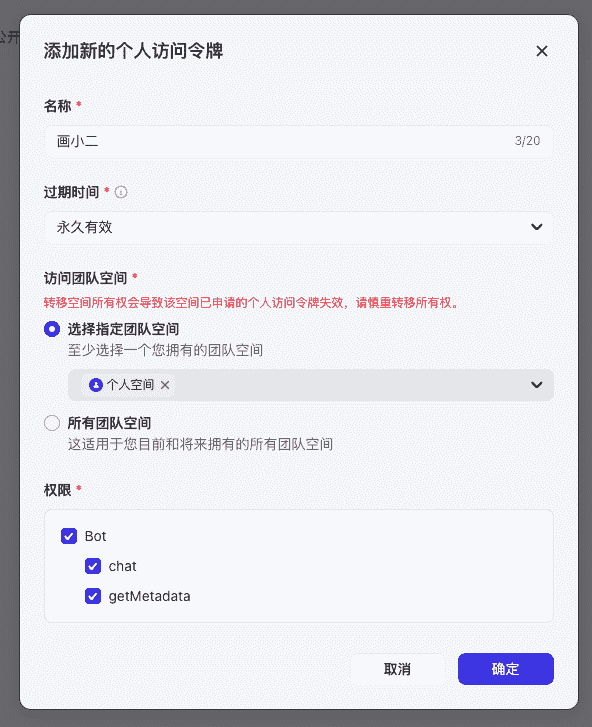 公开
添加新的个人访问令牌
名称 *
画小二 3/20
过期时间 *
永久有效
访问团队空间 *
转移空间所有权会导致该空间已申请的个人访问令牌失效，请慎重转移所有权。
选择指定团队空间
至少选择一个您拥有的团队空间
个人空间
所有团队空间
这适用于您目前和将来拥有的所有团队空间
权限 *
Bot
chat
getMetadata
取消 确定